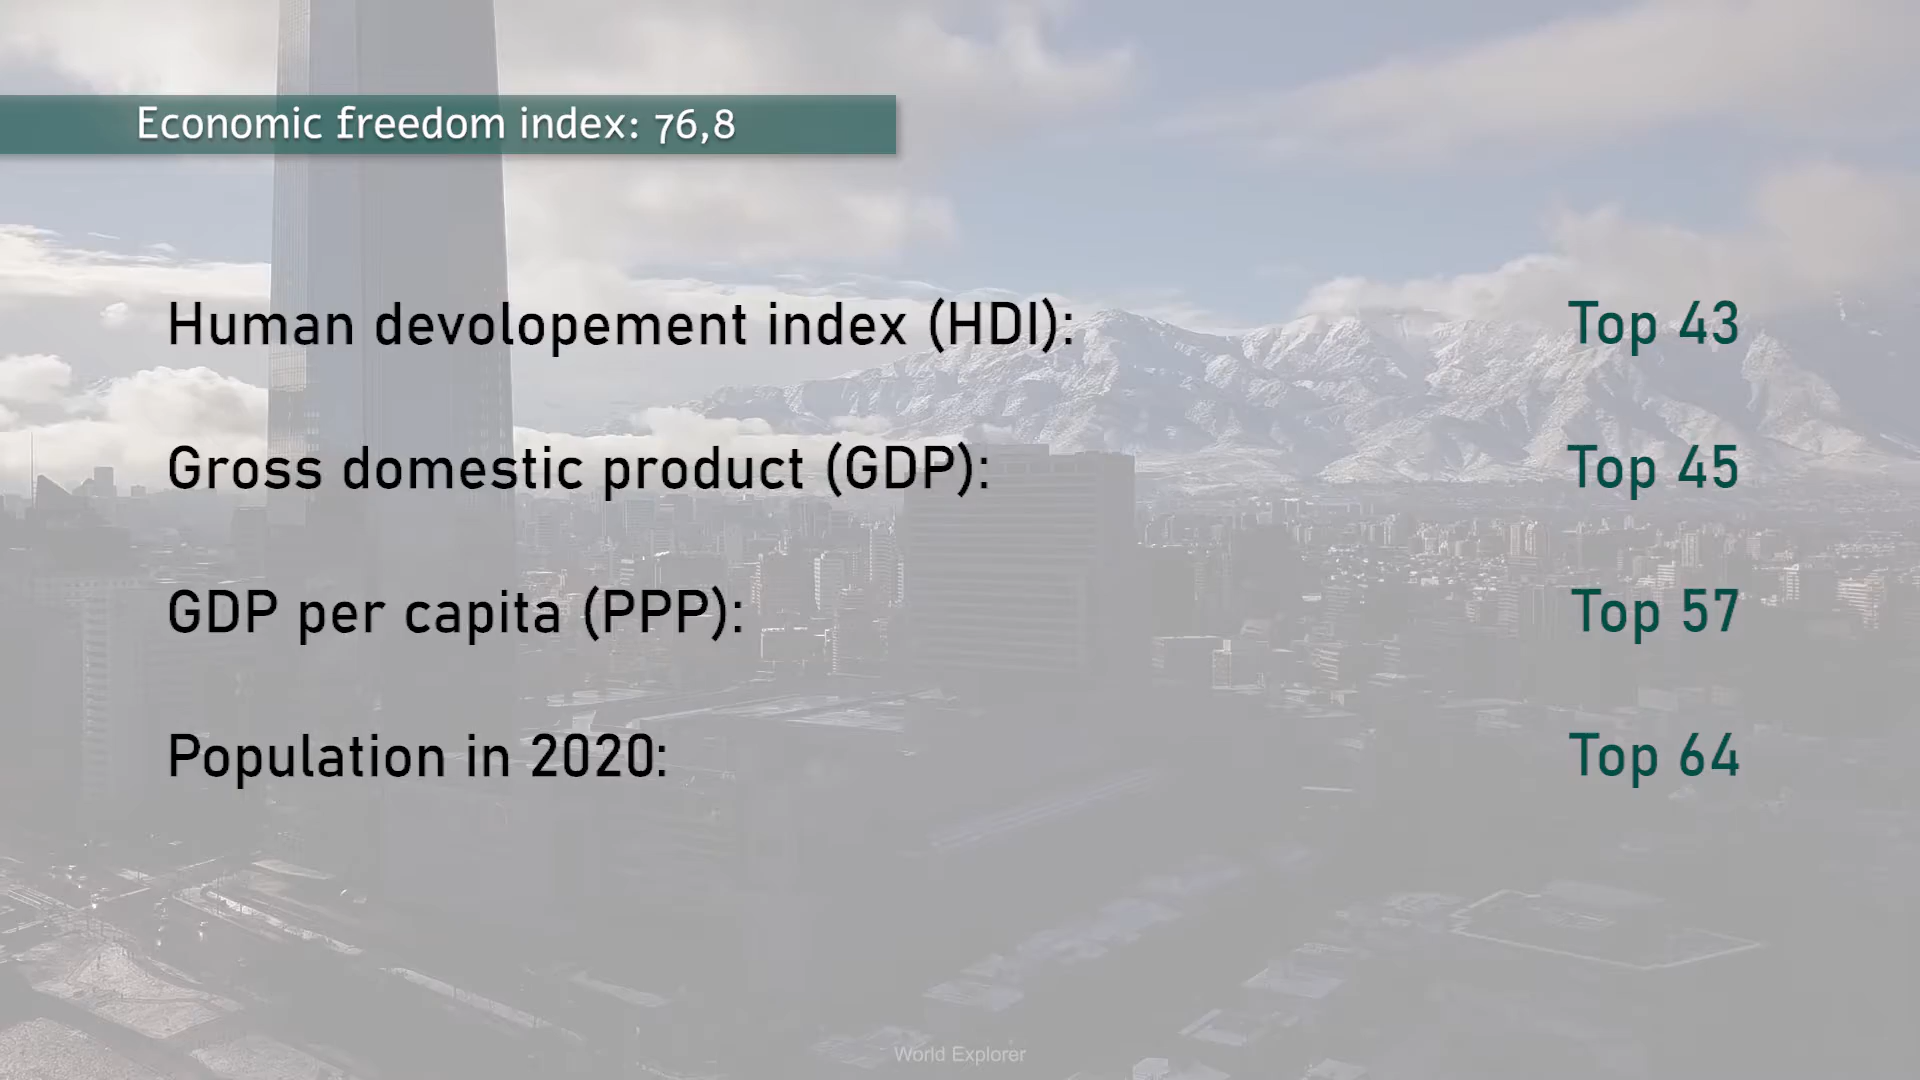 Economic freedom index: 76,8
Human devolopement index (HDI): Top 43
Gross domestic product (GDP): Top 45
GDP per capita (PPP): Top 57
Population in 2020: Top 64
World Explorer